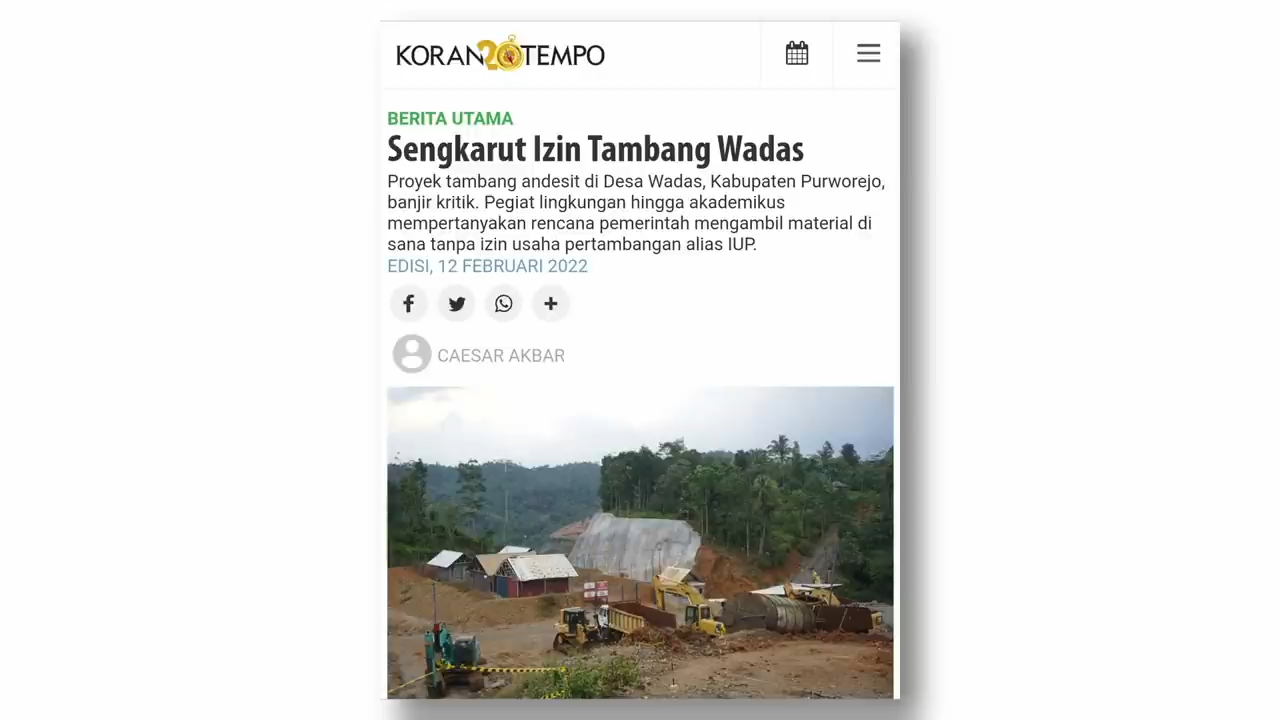 KORAN 20 TEMPO
BERITA UTAMA
Sengkarut Izin Tambang Wadas
Proyek tambang andesit di Desa Wadas, Kabupaten Purworejo,
banjir kritik. Pegiat lingkungan hingga akademikus
mempertanyakan rencana pemerintah mengambil material di
sana tanpa izin usaha pertambangan alias IUP.
EDISI, 12 FEBRUARI 2022
CAESAR AKBAR